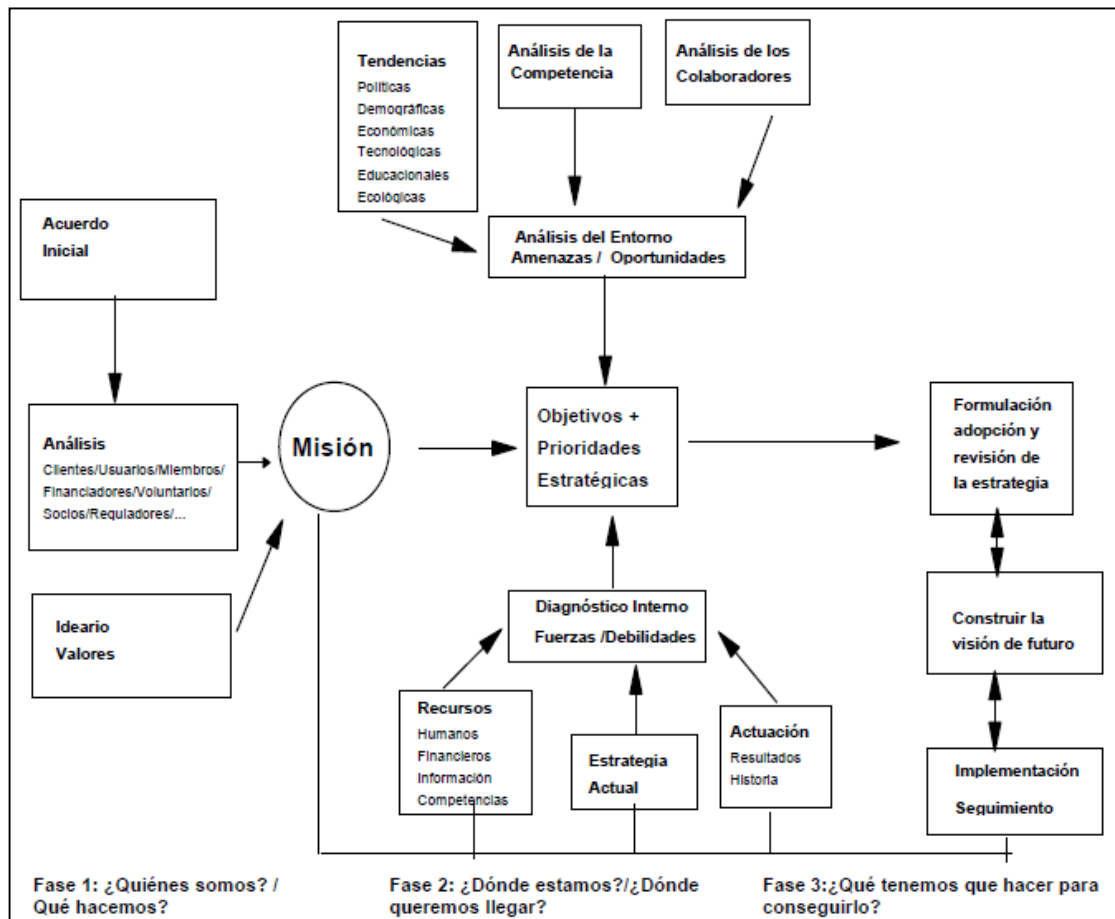 Tendencias
Políticas
Demográficas
Económicas
Tecnológicas
Educacionales
Ecológicas
Análisis de la
Competencia
Análisis de los
Colaboradores
Acuerdo
Inicial
Análisis del Entorno
Amenazas / Oportunidades
Análisis
Clientes/Usuarios/Miembros/
Financiadores/Voluntarios/
Socios/Reguladores/...
Misión
Objetivos +
Prioridades
Estratégicas
Formulación
adopción y
revisión de
la estrategia
Ideario
Valores
Diagnóstico Interno
Fuerzas /Debilidades
Construir la
visión de futuro
Recursos
Humanos
Financieros
Información
Competencias
Estrategia
Actual
Actuación
Resultados
Historia
Implementación
Seguimiento
Fase 1: ¿Quiénes somos? /
Qué hacemos?
Fase 2: ¿Dónde estamos?/¿Dónde
queremos llegar?
Fase 3:¿Qué tenemos que hacer para
conseguirlo?